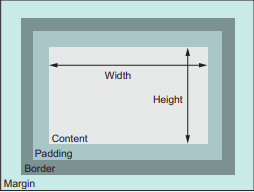 Width
Height
Content
Padding
Border
Margin